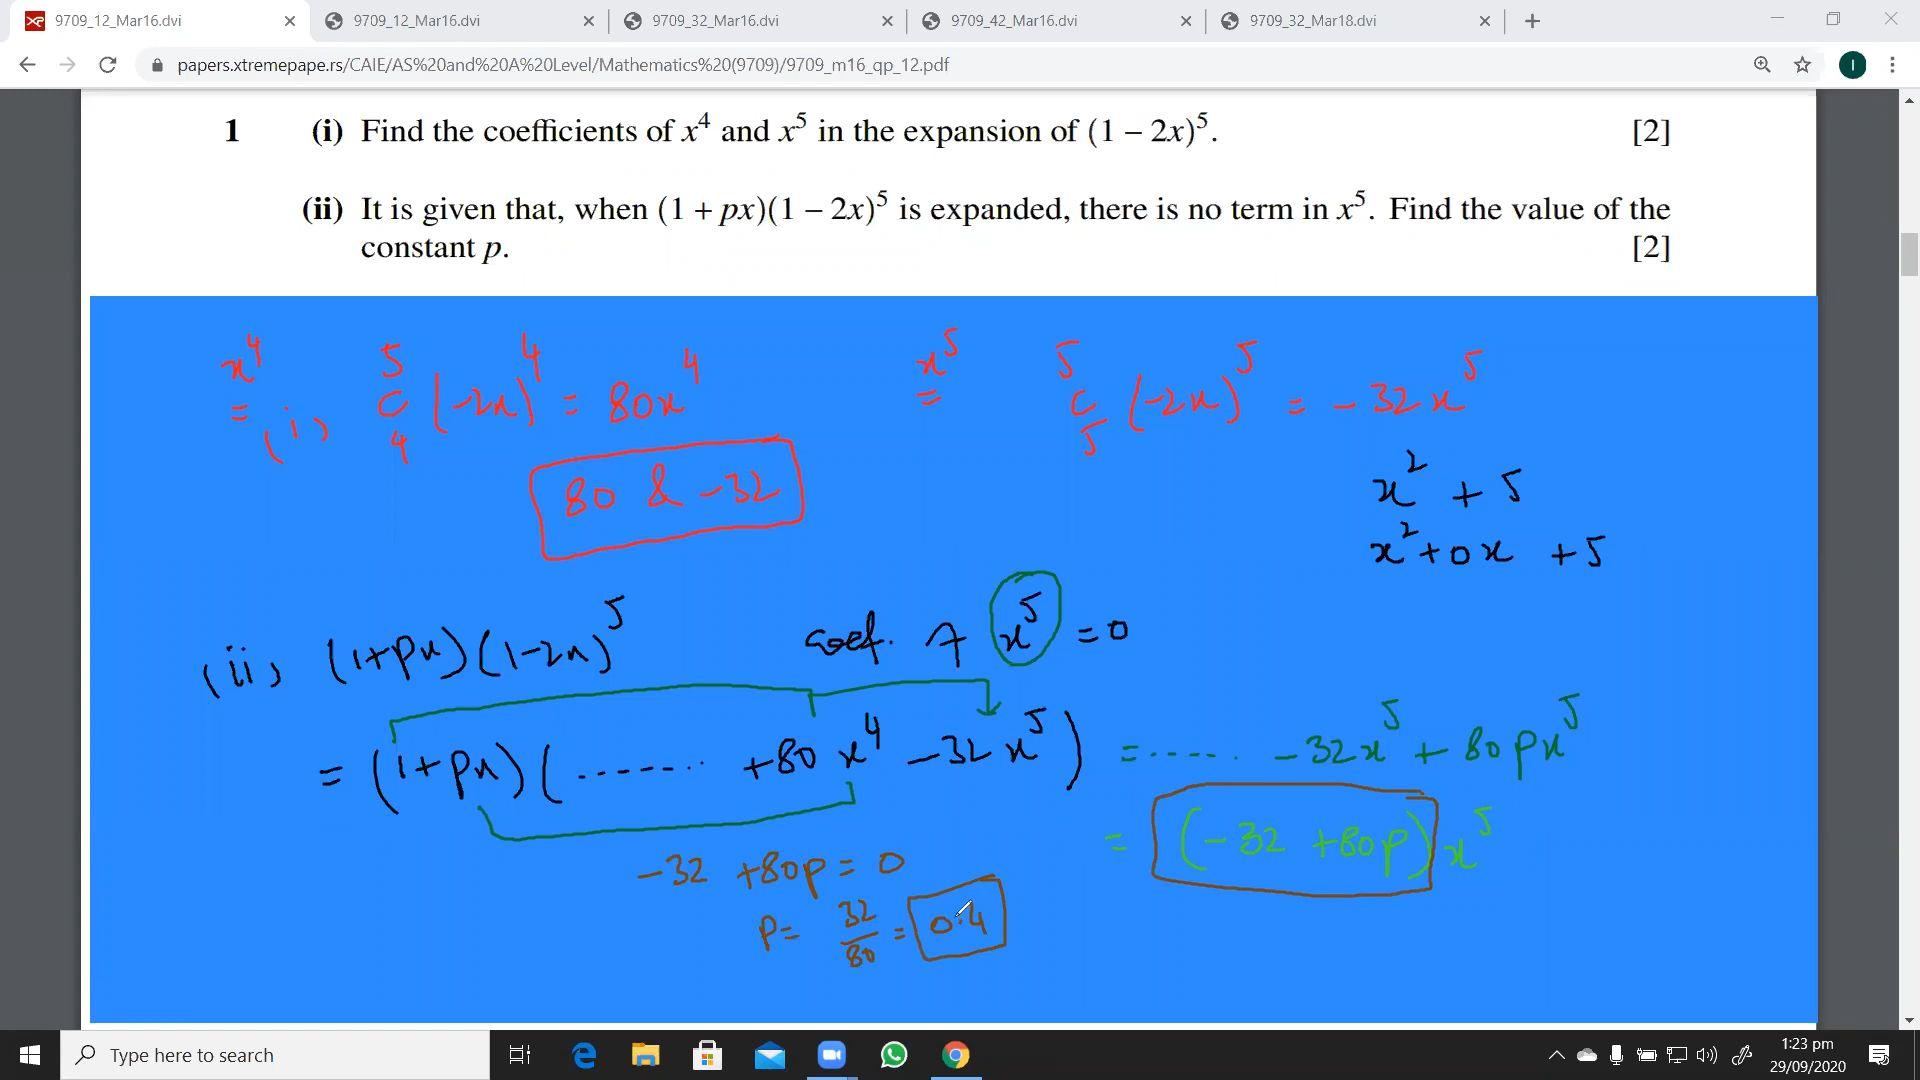 9709_12_Mar16.dvi
9709_12_Mar16.dvi
9709_32_Mar16.dvi
9709_42_Mar16.dvi
9709_32_Mar18.dvi
papers.xtremepape.rs/CAIE/AS%20and%20A%20Level/Mathematics%20(9709)/9709_m16_qp_12.pdf
I
1 (i) Find the coefficients of x⁴ and x⁵ in the expansion of (1 − 2x)⁵. [2]
(ii) It is given that, when (1 + px)(1 − 2x)⁵ is expanded, there is no term in x⁵. Find the value of the
constant p. [2]
x⁴ = (i) ⁵C₄ (-2x)⁴ = 80x⁴
x⁵ = ⁵C₅ (-2x)⁵ = -32x⁵
80 & -32
x² + 5
x² + 0x + 5
(ii) (1+px)(1-2x)⁵ coef. of x⁵ = 0
= (1+px)(....... +80x⁴ -32x⁵) = ..... -32x⁵ + 80px⁵
= (-32 +80p)x⁵
-32 +80p = 0
p = 32/80 = 0.4
Type here to search
1:23 pm
29/09/2020